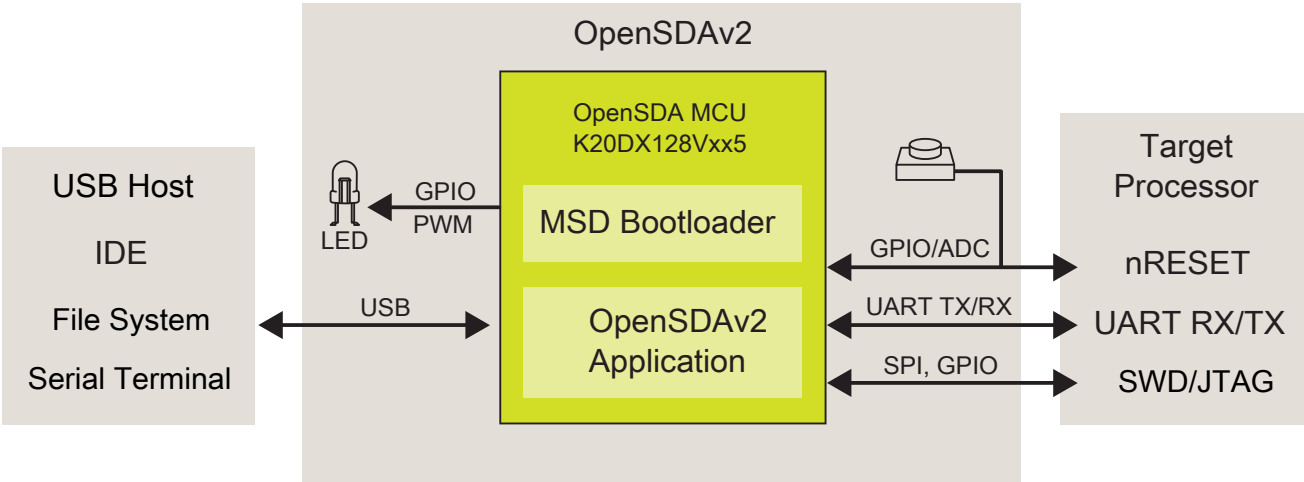 OpenSDAv2
USB Host
IDE
File System
Serial Terminal
LED
GPIO
PWM
USB
OpenSDA MCU
K20DX128Vxx5
MSD Bootloader
OpenSDAv2
Application
GPIO/ADC
UART TX/RX
SPI, GPIO
Target
Processor
nRESET
UART RX/TX
SWD/JTAG